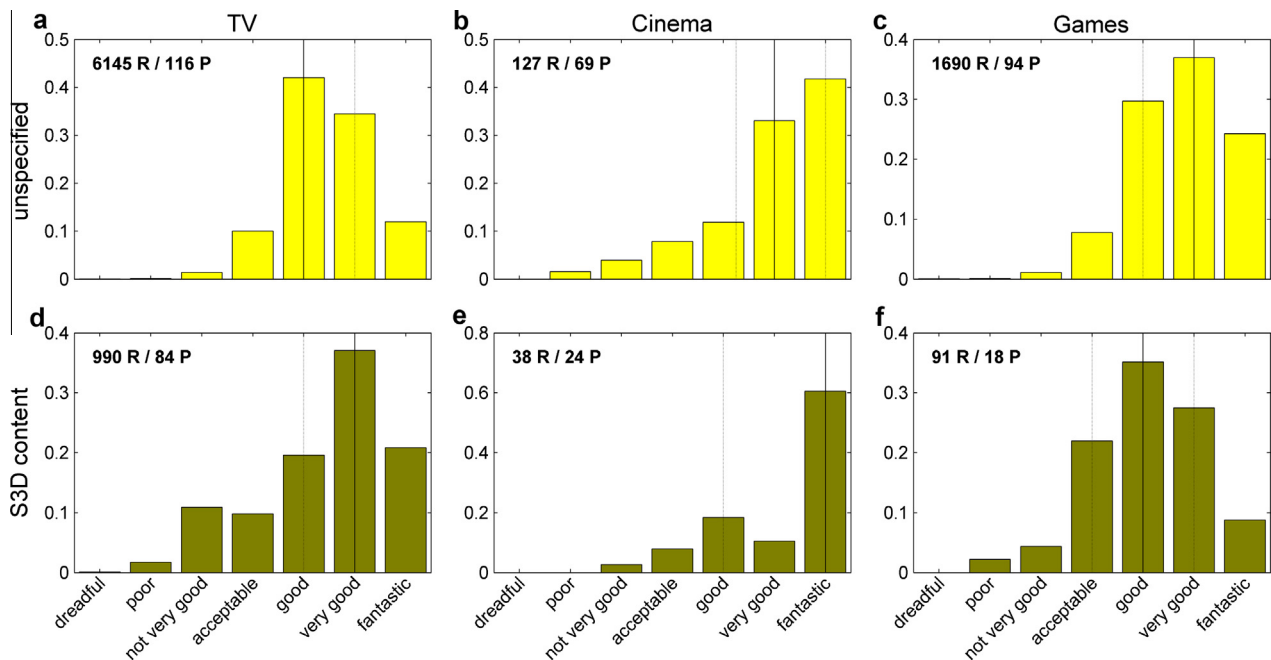 a TV
b Cinema
c Games
unspecified
0.5
0.4
0.3
0.2
0.1
0
6145 R / 116 P
0.5
0.4
0.3
0.2
0.1
0
127 R / 69 P
0.4
0.3
0.2
0.1
0
1690 R / 94 P
d
e
f
S3D content
0.4
0.3
0.2
0.1
0
990 R / 84 P
0.8
0.6
0.4
0.2
0
38 R / 24 P
0.4
0.3
0.2
0.1
0
91 R / 18 P
dreadful
poor
not very good
acceptable
good
very good
fantastic
dreadful
poor
not very good
acceptable
good
very good
fantastic
dreadful
poor
not very good
acceptable
good
very good
fantastic